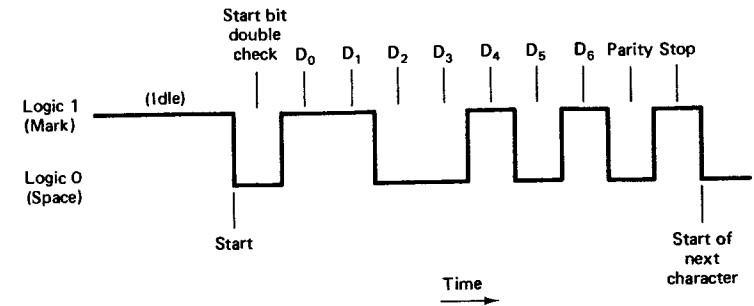 Start bit
double
check
D₀ D₁ D₂ D₃ D₄ D₅ D₆ Parity Stop
(Idle)
Logic 1
(Mark)
Logic 0
(Space)
Start
Start of
next
character
Time